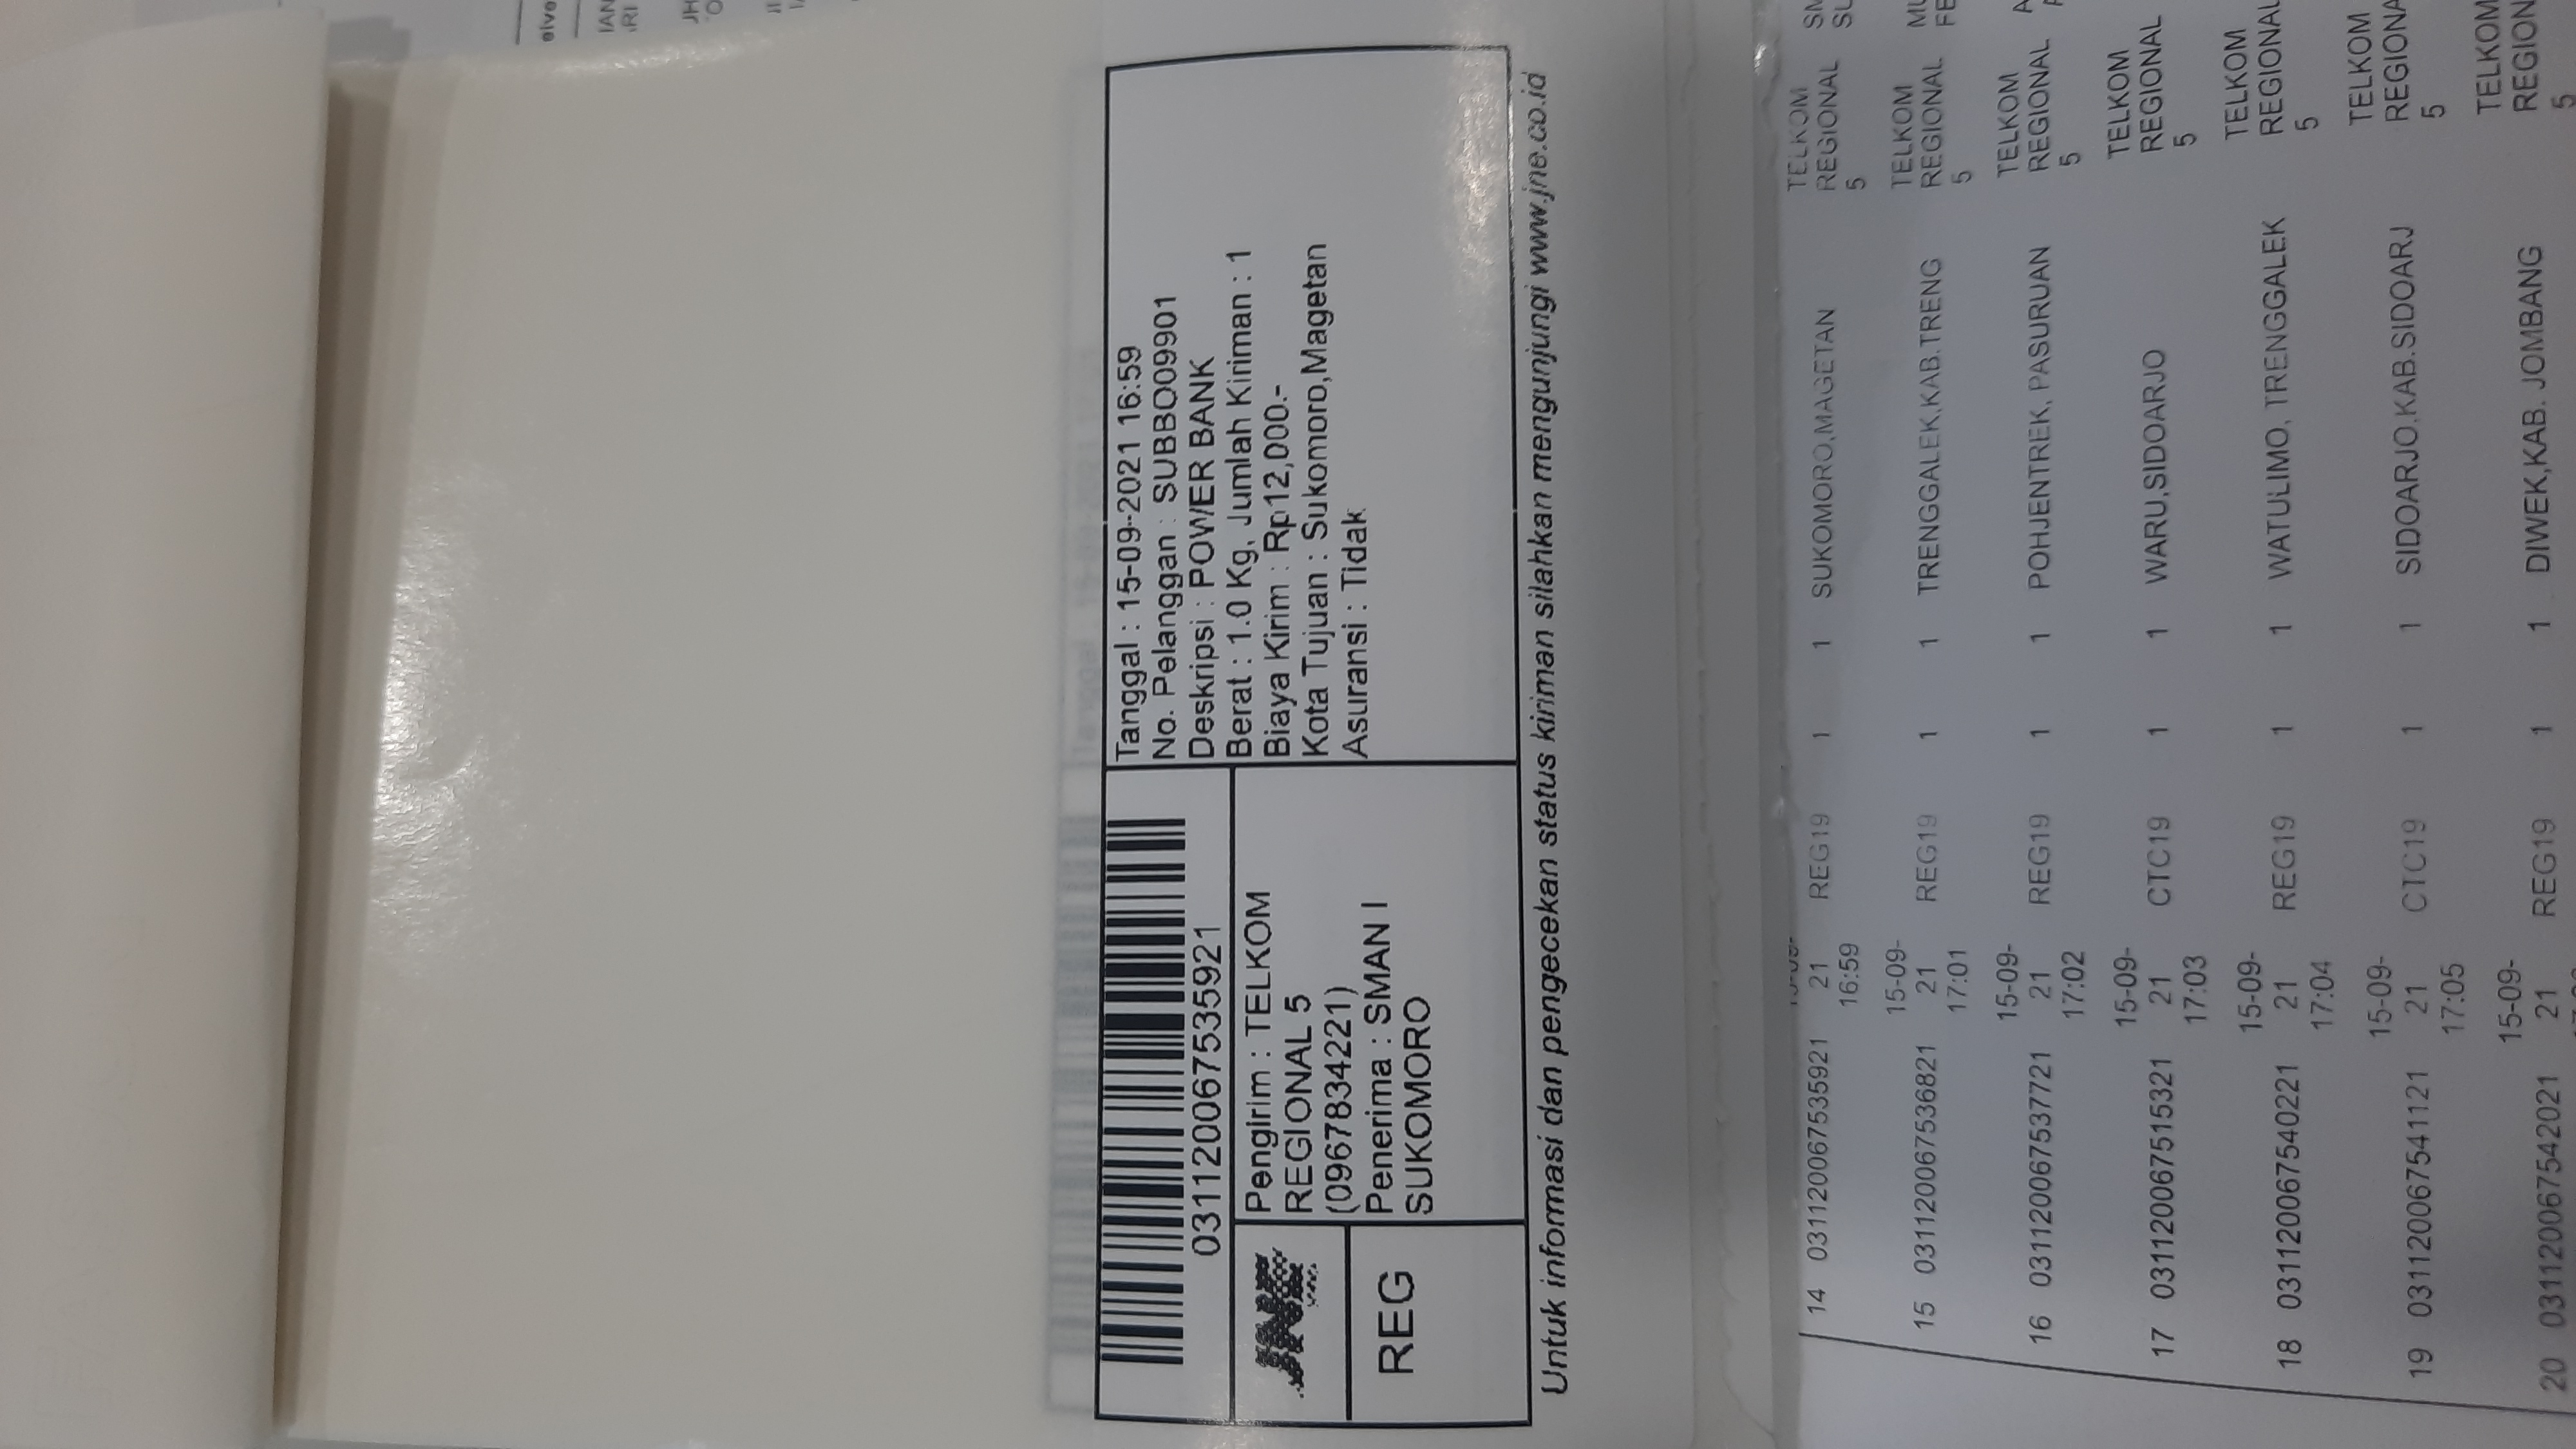 031120067535921
JNE
REG
Pengirim : TELKOM
REGIONAL 5
(0967834221)
Penerima : SMAN I
SUKOMORO
Tanggal : 15-09-2021 16:59
No. Pelanggan : SUBBO09901
Deskripsi : POWER BANK
Berat : 1.0 Kg, Jumlah Kiriman : 1
Biaya Kirim : Rp12,000.-
Kota Tujuan : Sukomoro,Magetan
Asuransi : Tidak
Untuk informasi dan pengecekan status kiriman silahkan mengunjungi www.jne.co.id
14 031120067535921 15-09-21 16:59 REG19 1 1 SUKOMORO,MAGETAN TELKOM REGIONAL 5
15 031120067536821 15-09-21 17:01 REG19 1 1 TRENGGALEK,KAB.TRENG TELKOM REGIONAL 5
16 031120067537721 15-09-21 17:02 REG19 1 1 POHJENTREK, PASURUAN TELKOM REGIONAL 5
17 031120067515321 15-09-21 17:03 CTC19 1 1 WARU,SIDOARJO TELKOM REGIONAL 5
18 031120067540221 15-09-21 17:04 REG19 1 1 WATULIMO, TRENGGALEK TELKOM REGIONAL 5
19 031120067541121 15-09-21 17:05 CTC19 1 1 SIDOARJO,KAB.SIDOARJ TELKOM REGIONA 5
20 031120067542021 15-09-21 REG19 1 1 DIWEK,KAB. JOMBANG TELKOM REGION 5